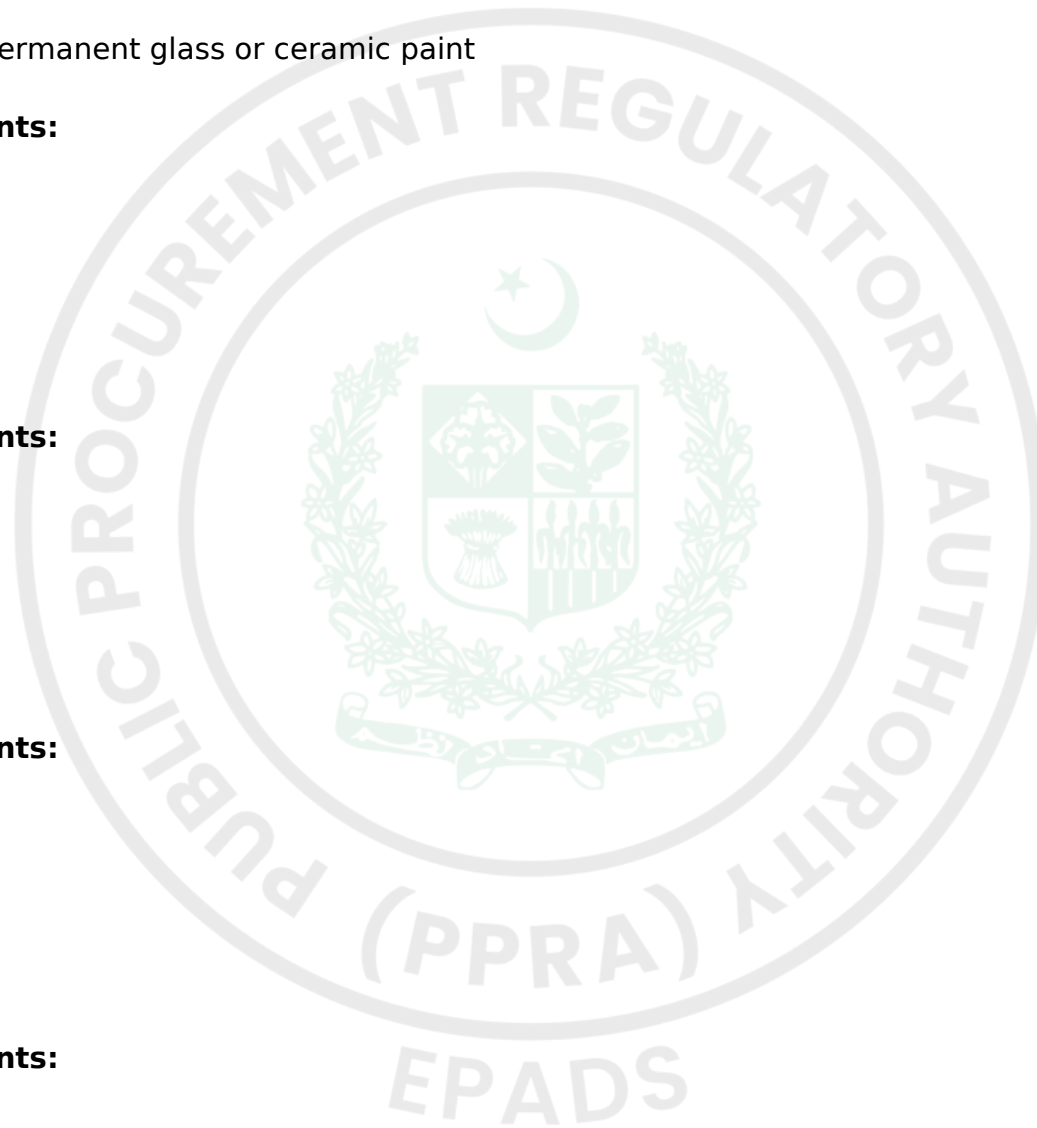 ermanent glass or ceramic paint
nts:
nts:
nts:
nts:
PUBLIC PROCUREMENT REGULATORY AUTHORITY
(PPRA)
EPADS